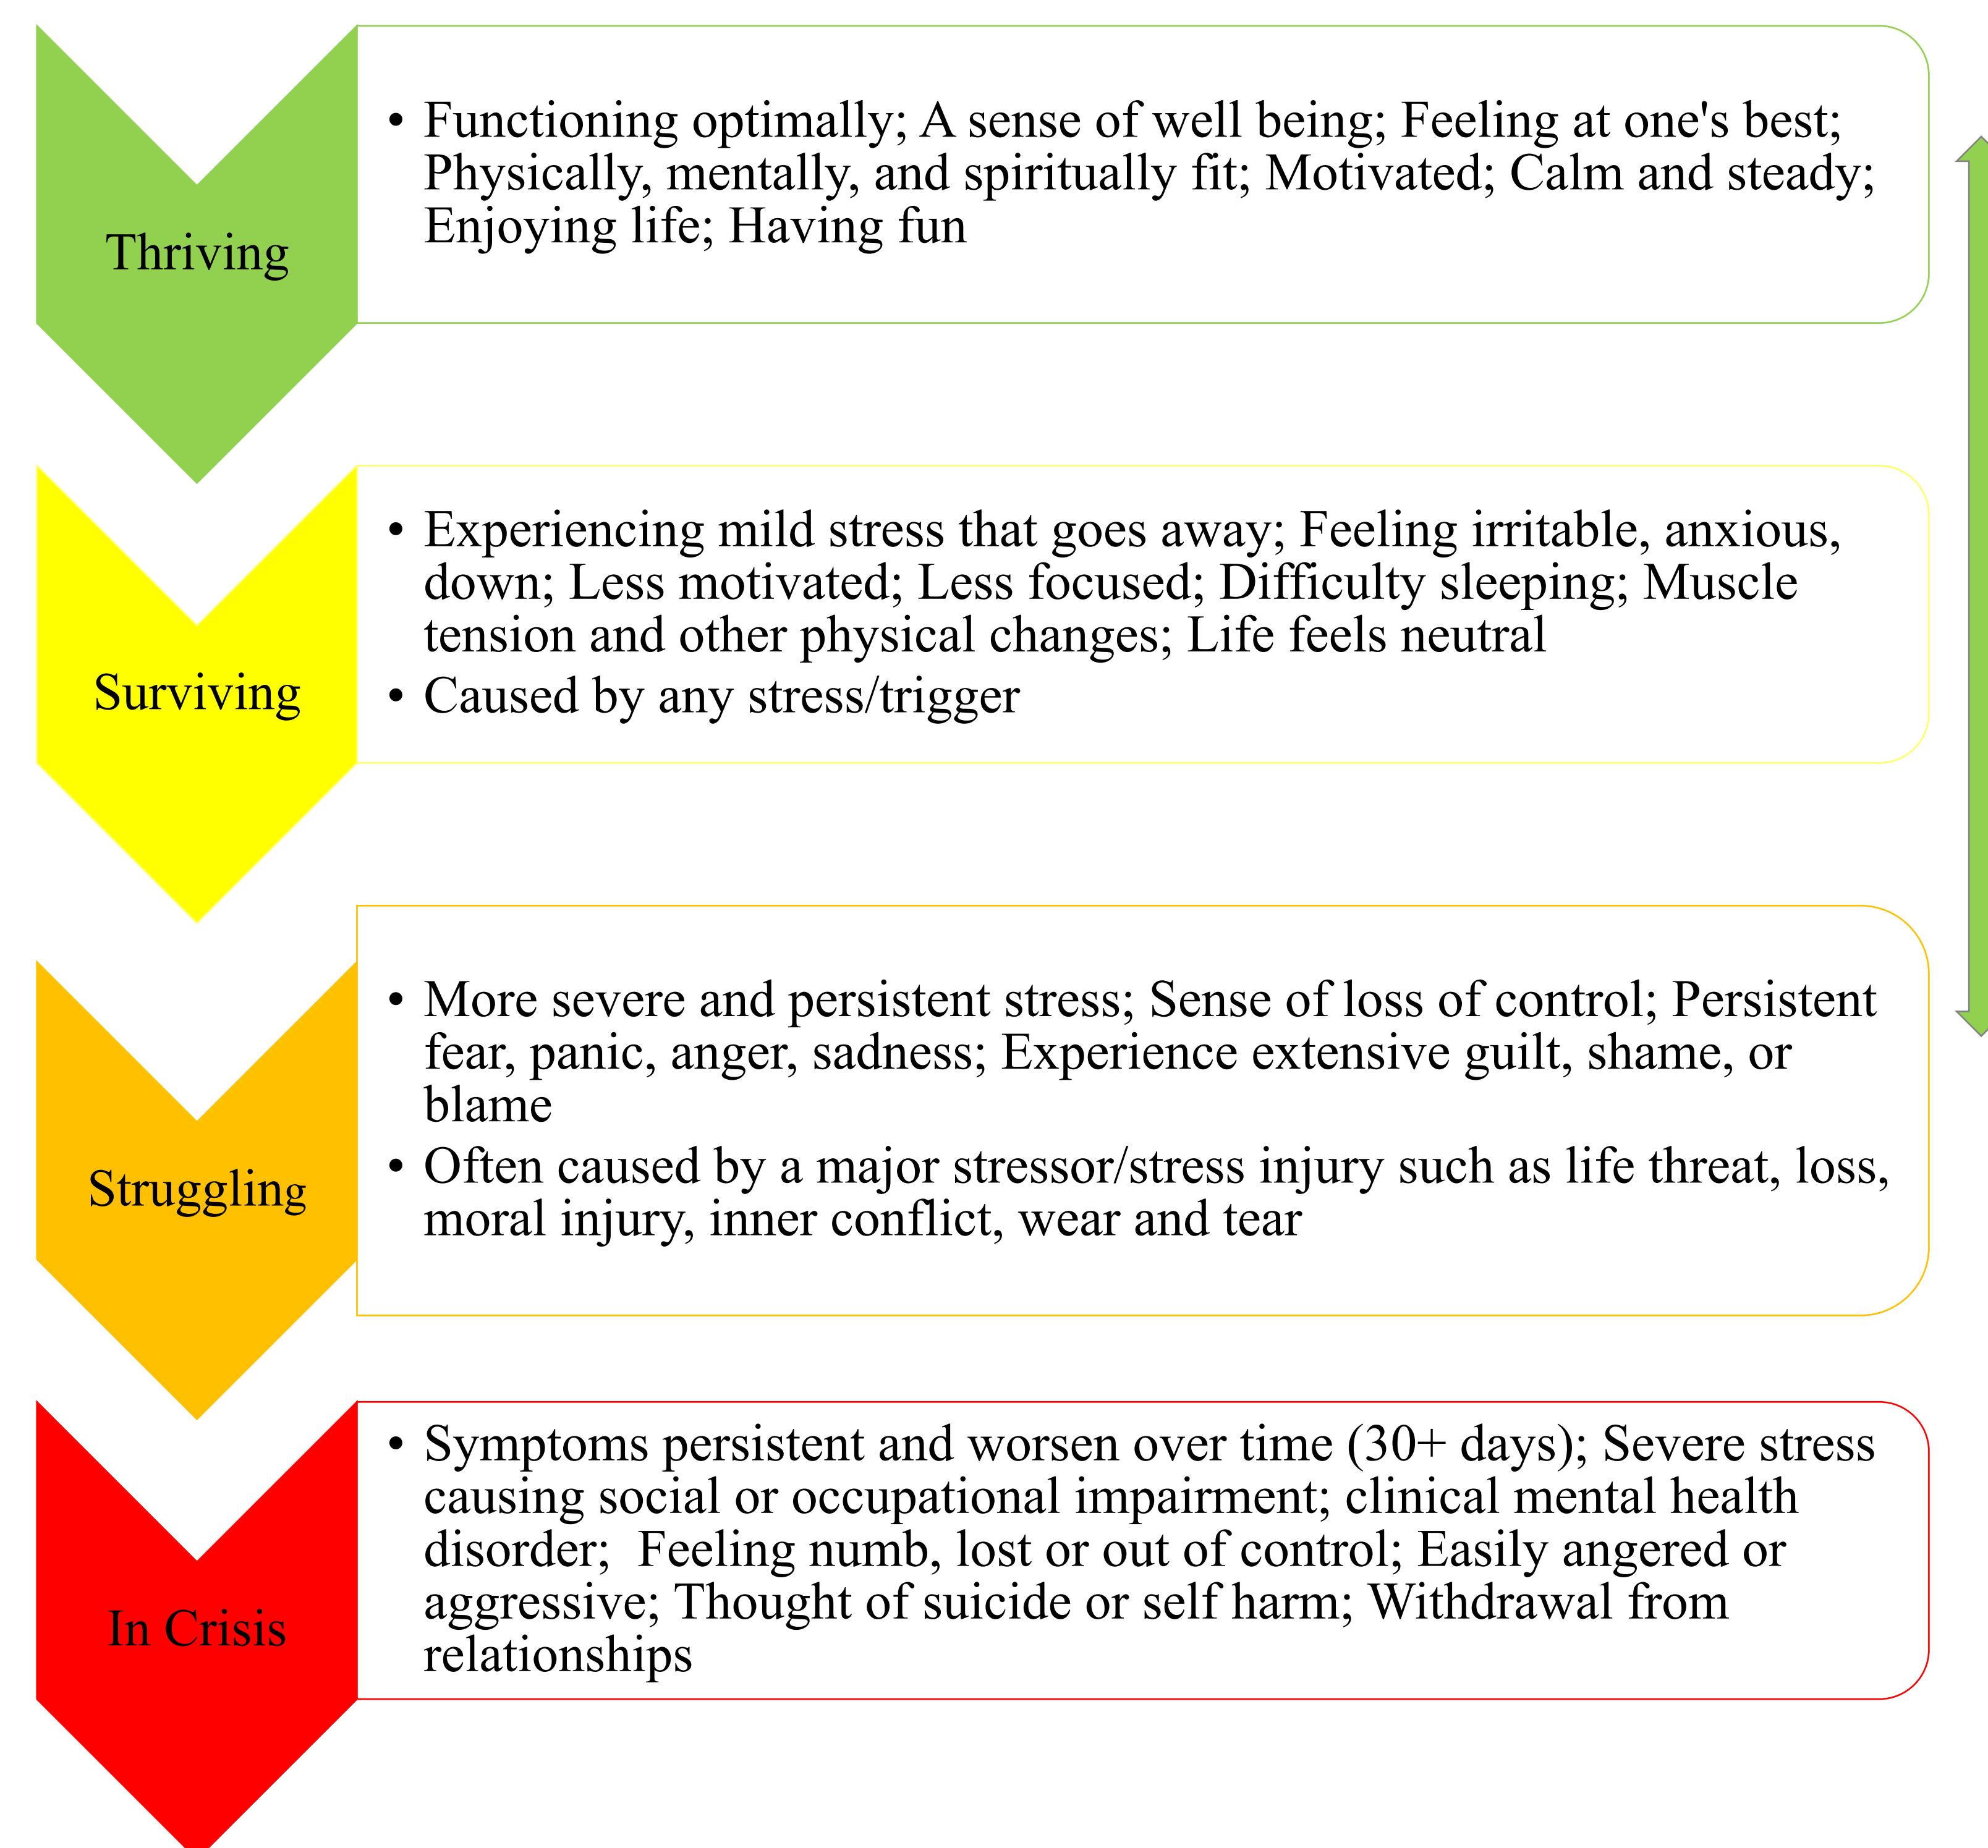 Thriving
• Functioning optimally; A sense of well being; Feeling at one's best;
Physically, mentally, and spiritually fit; Motivated; Calm and steady;
Enjoying life; Having fun
Surviving
• Experiencing mild stress that goes away; Feeling irritable, anxious,
down; Less motivated; Less focused; Difficulty sleeping; Muscle
tension and other physical changes; Life feels neutral
• Caused by any stress/trigger
Struggling
• More severe and persistent stress; Sense of loss of control; Persistent
fear, panic, anger, sadness; Experience extensive guilt, shame, or
blame
• Often caused by a major stressor/stress injury such as life threat, loss,
moral injury, inner conflict, wear and tear
In Crisis
• Symptoms persistent and worsen over time (30+ days); Severe stress
causing social or occupational impairment; clinical mental health
disorder;  Feeling numb, lost or out of control; Easily angered or
aggressive; Thought of suicide or self harm; Withdrawal from
relationships